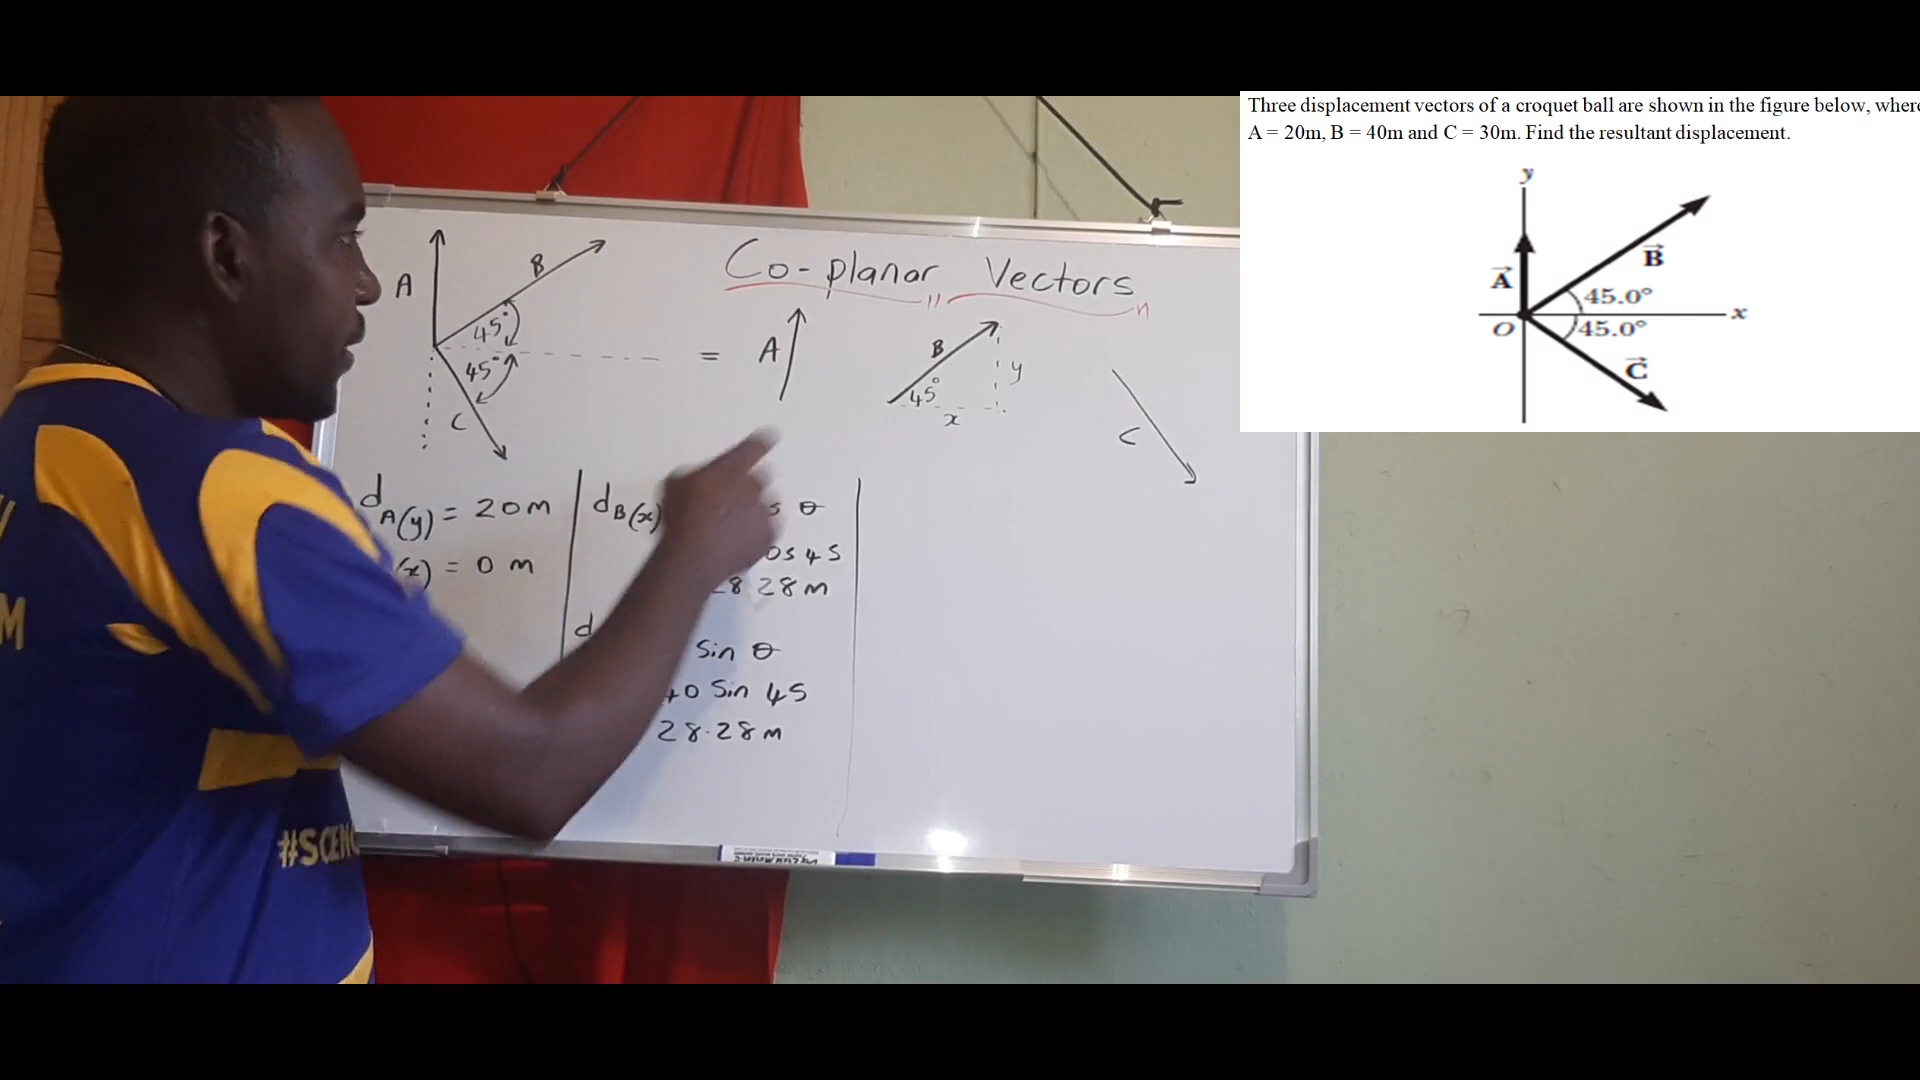 Three displacement vectors of a croquet ball are shown in the figure below, where
A = 20m, B = 40m and C = 30m. Find the resultant displacement.
y
A
B
45.0°
O
x
45.0°
C
Co-planar Vectors
A
B
45°
45°
C
=
A
B
45°
y
x
C
dA(y) = 20m
(x) = 0 m
dB(x)
s θ
os 45
28.28m
d
Sin θ
40 Sin 45
28.28m
#SCIEN
M